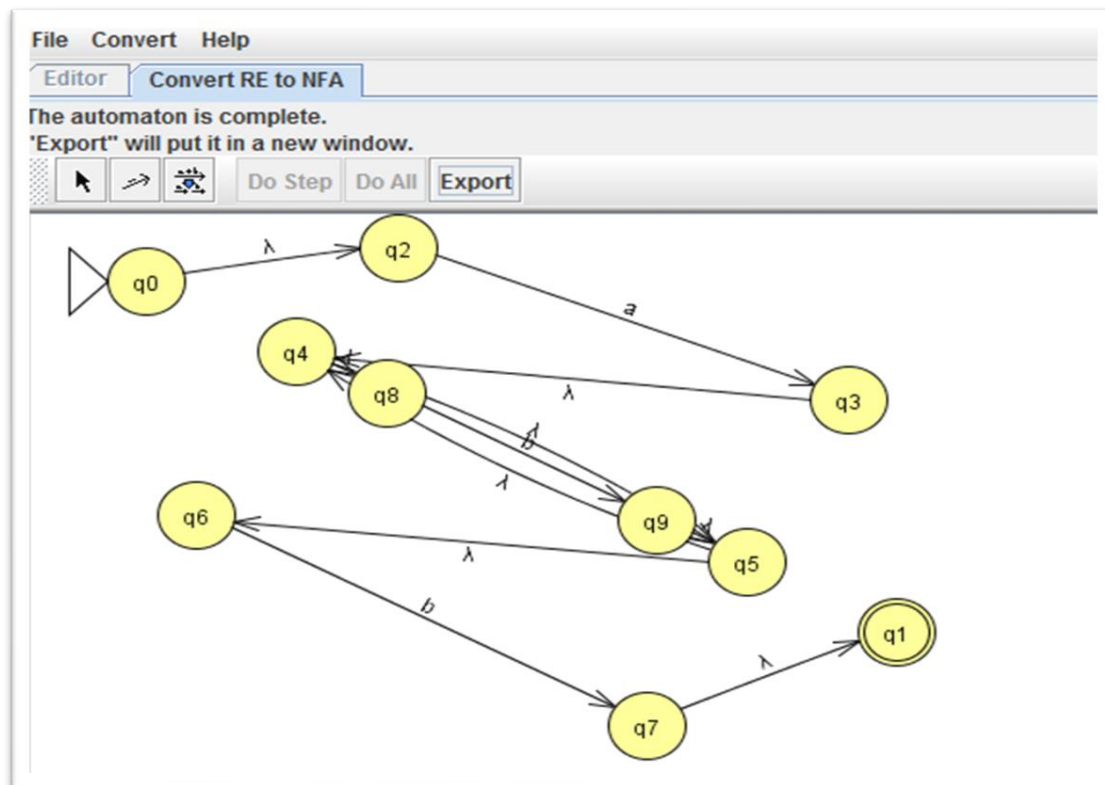 File Convert Help
Editor Convert RE to NFA
The automaton is complete.
"Export" will put it in a new window.
Do Step Do All Export
λ
q2
q0
a
q4
q8
λ
q3
λ
b
λ
q9
λ
q6
λ
q5
b
λ
q1
q7